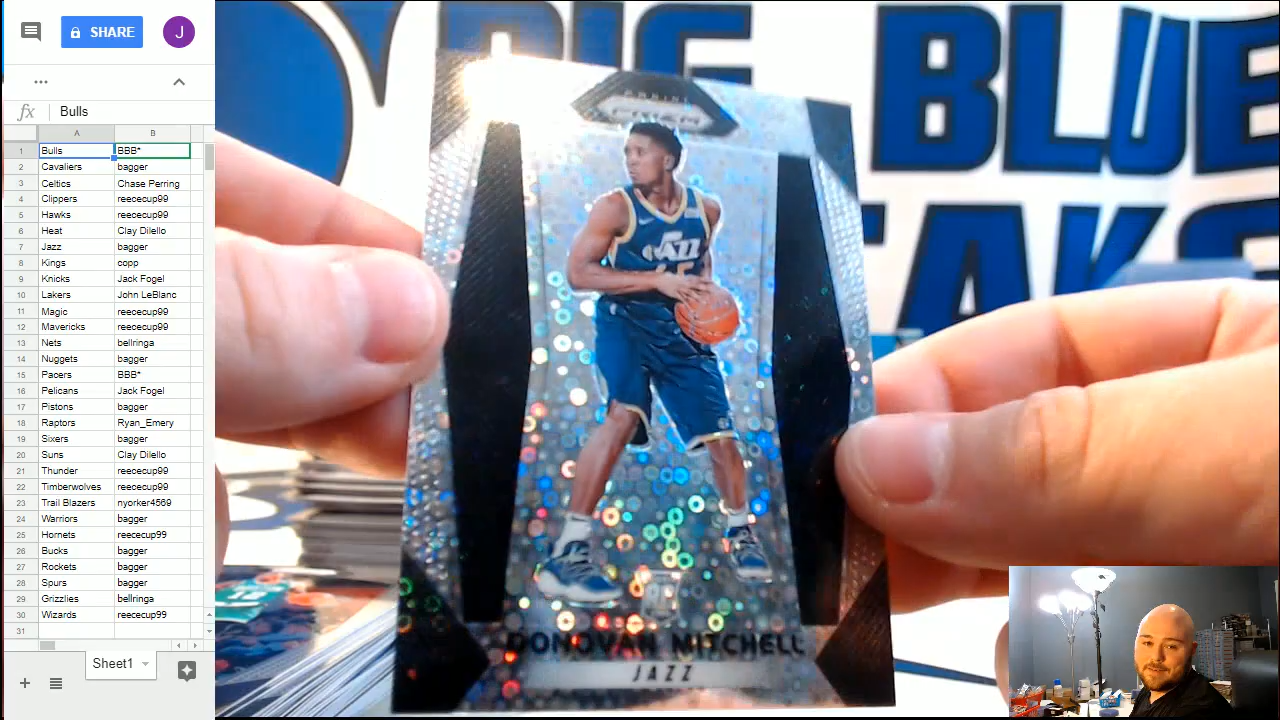 SHARE
J
fx Bulls
A B
1 Bulls BBB*
2 Cavaliers bagger
3 Celtics Chase Perring
4 Clippers reececup99
5 Hawks reececup99
6 Heat Clay Dilello
7 Jazz bagger
8 Kings copp
9 Knicks Jack Fogel
10 Lakers John LeBlanc
11 Magic reececup99
12 Mavericks reececup99
13 Nets bellringa
14 Nuggets bagger
15 Pacers BBB*
16 Pelicans Jack Fogel
17 Pistons bagger
18 Raptors Ryan_Emery
19 Sixers bagger
20 Suns Clay Dilello
21 Thunder reececup99
22 Timberwolves reececup99
23 Trail Blazers nyorker4569
24 Warriors bagger
25 Hornets reececup99
26 Bucks bagger
27 Rockets bagger
28 Spurs bagger
29 Grizzlies bellringa
30 Wizards reececup99
31
Sheet1
BIG BLUE
PANINI
PRIZM
JAZZ
45
DONOVAN MITCHELL
JAZZ